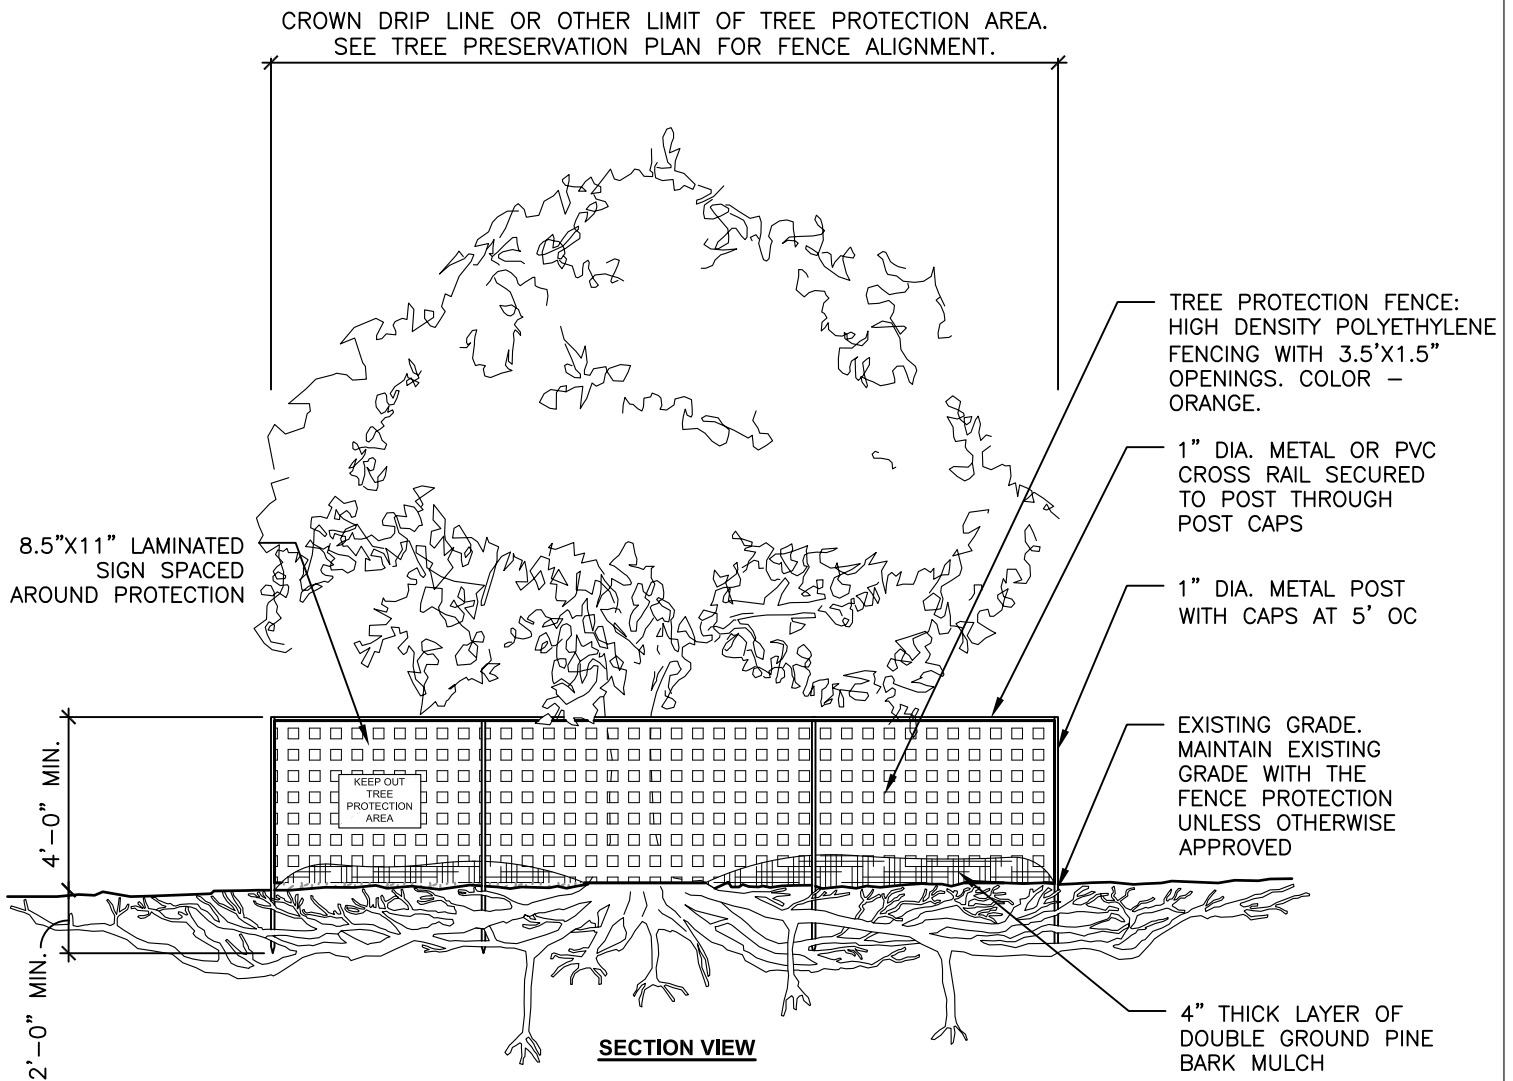 CROWN DRIP LINE OR OTHER LIMIT OF TREE PROTECTION AREA.
SEE TREE PRESERVATION PLAN FOR FENCE ALIGNMENT.
TREE PROTECTION FENCE:
HIGH DENSITY POLYETHYLENE
FENCING WITH 3.5'X1.5"
OPENINGS. COLOR –
ORANGE.
1" DIA. METAL OR PVC
CROSS RAIL SECURED
TO POST THROUGH
POST CAPS
8.5"X11" LAMINATED
SIGN SPACED
AROUND PROTECTION
1" DIA. METAL POST
WITH CAPS AT 5' OC
EXISTING GRADE.
MAINTAIN EXISTING
GRADE WITH THE
FENCE PROTECTION
UNLESS OTHERWISE
APPROVED
KEEP OUT
TREE
PROTECTION
AREA
4'–0" MIN.
2'–0" MIN.
4" THICK LAYER OF
DOUBLE GROUND PINE
BARK MULCH
SECTION VIEW